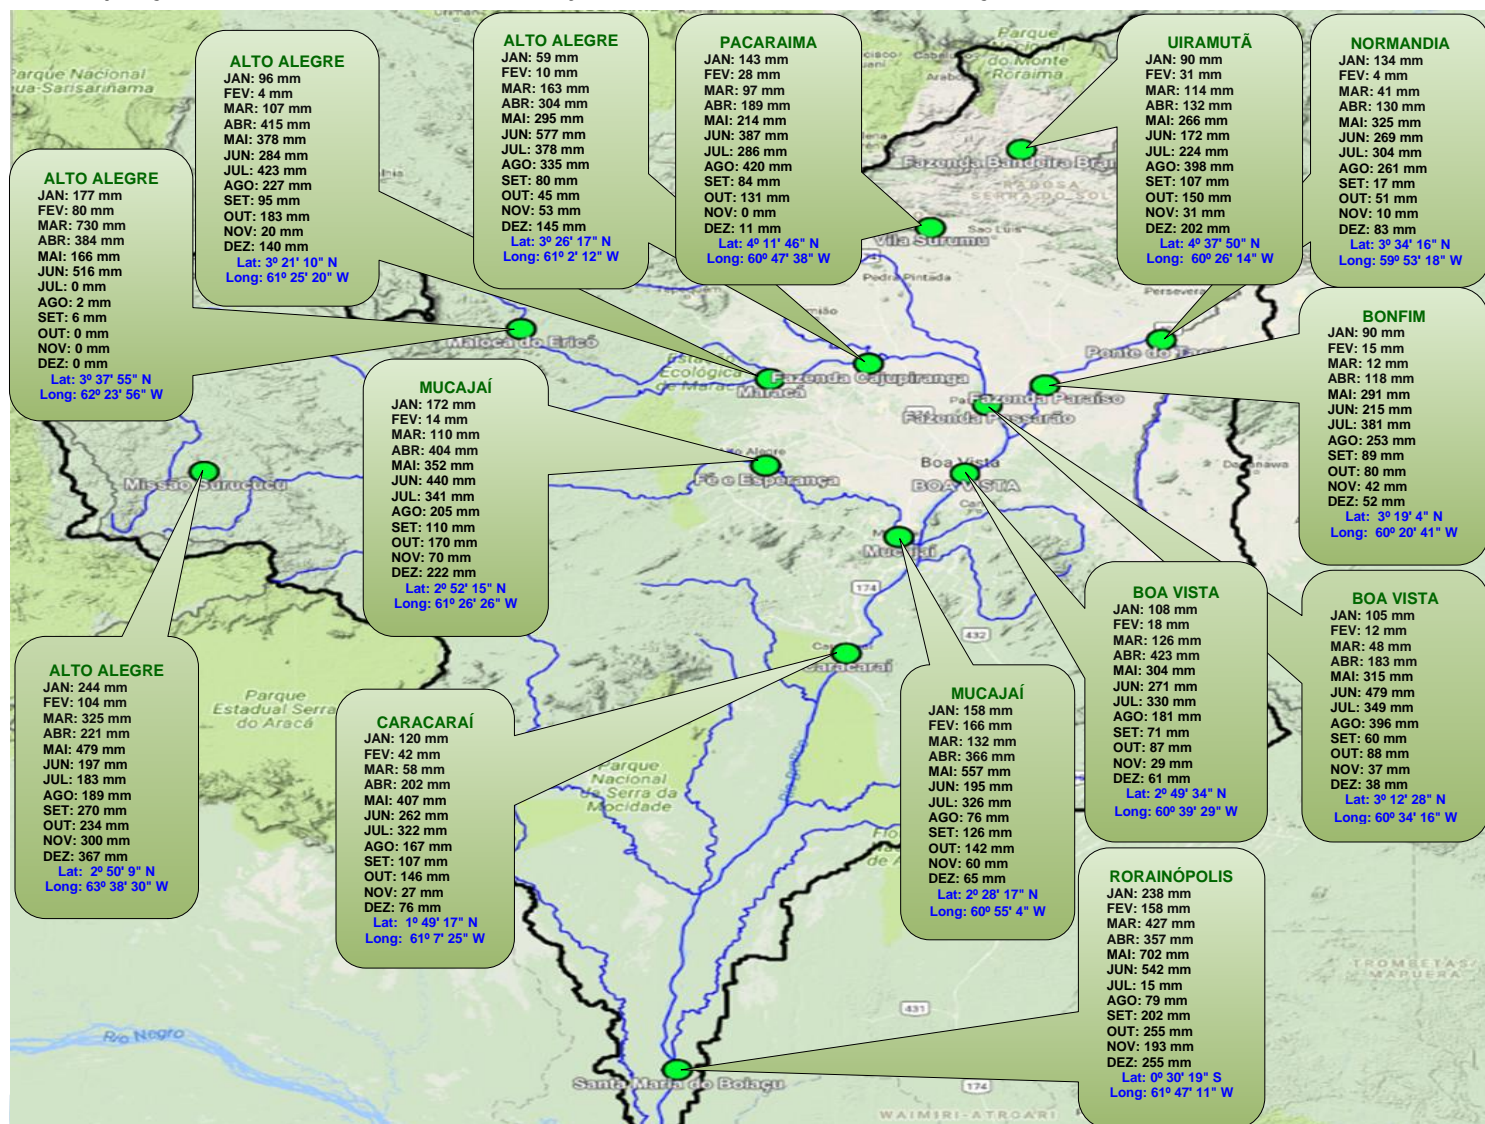 ALTO ALEGRE
JAN: 177 mm
FEV: 80 mm
MAR: 730 mm
ABR: 384 mm
MAI: 166 mm
JUN: 516 mm
JUL: 0 mm
AGO: 2 mm
SET: 6 mm
OUT: 0 mm
NOV: 0 mm
DEZ: 0 mm
Lat: 3º 37' 55" N
Long: 62º 23' 56" W
ALTO ALEGRE
JAN: 96 mm
FEV: 4 mm
MAR: 107 mm
ABR: 415 mm
MAI: 378 mm
JUN: 284 mm
JUL: 423 mm
AGO: 227 mm
SET: 95 mm
OUT: 183 mm
NOV: 20 mm
DEZ: 140 mm
Lat: 3º 21' 10" N
Long: 61º 25' 20" W
ALTO ALEGRE
JAN: 59 mm
FEV: 10 mm
MAR: 163 mm
ABR: 304 mm
MAI: 295 mm
JUN: 577 mm
JUL: 378 mm
AGO: 335 mm
SET: 80 mm
OUT: 45 mm
NOV: 53 mm
DEZ: 145 mm
Lat: 3º 26' 17" N
Long: 61º 2' 12" W
PACARAIMA
JAN: 143 mm
FEV: 28 mm
MAR: 97 mm
ABR: 189 mm
MAI: 214 mm
JUN: 387 mm
JUL: 286 mm
AGO: 420 mm
SET: 84 mm
OUT: 131 mm
NOV: 0 mm
DEZ: 11 mm
Lat: 4º 11' 46" N
Long: 60º 47' 38" W
UIRAMUTÃ
JAN: 90 mm
FEV: 31 mm
MAR: 114 mm
ABR: 132 mm
MAI: 266 mm
JUN: 172 mm
JUL: 224 mm
AGO: 398 mm
SET: 107 mm
OUT: 150 mm
NOV: 31 mm
DEZ: 202 mm
Lat: 4º 37' 50" N
Long: 60º 26' 14" W
NORMANDIA
JAN: 134 mm
FEV: 4 mm
MAR: 41 mm
ABR: 130 mm
MAI: 325 mm
JUN: 269 mm
JUL: 304 mm
AGO: 261 mm
SET: 17 mm
OUT: 51 mm
NOV: 10 mm
DEZ: 83 mm
Lat: 3º 34' 16" N
Long: 59º 53' 18" W
BONFIM
JAN: 90 mm
FEV: 15 mm
MAR: 12 mm
ABR: 118 mm
MAI: 291 mm
JUN: 215 mm
JUL: 381 mm
AGO: 253 mm
SET: 89 mm
OUT: 80 mm
NOV: 42 mm
DEZ: 52 mm
Lat: 3º 19' 4" N
Long: 60º 20' 41" W
MUCAJAÍ
JAN: 172 mm
FEV: 14 mm
MAR: 110 mm
ABR: 404 mm
MAI: 352 mm
JUN: 440 mm
JUL: 341 mm
AGO: 205 mm
SET: 110 mm
OUT: 170 mm
NOV: 70 mm
DEZ: 222 mm
Lat: 2º 52' 15" N
Long: 61º 26' 26" W
ALTO ALEGRE
JAN: 244 mm
FEV: 104 mm
MAR: 325 mm
ABR: 221 mm
MAI: 479 mm
JUN: 197 mm
JUL: 183 mm
AGO: 189 mm
SET: 270 mm
OUT: 234 mm
NOV: 300 mm
DEZ: 367 mm
Lat: 2º 50' 9" N
Long: 63º 38' 30" W
CARACARAÍ
JAN: 120 mm
FEV: 42 mm
MAR: 58 mm
ABR: 202 mm
MAI: 407 mm
JUN: 262 mm
JUL: 322 mm
AGO: 167 mm
SET: 107 mm
OUT: 146 mm
NOV: 27 mm
DEZ: 76 mm
Lat: 1º 49' 17" N
Long: 61º 7' 25" W
MUCAJAÍ
JAN: 158 mm
FEV: 166 mm
MAR: 132 mm
ABR: 366 mm
MAI: 557 mm
JUN: 195 mm
JUL: 326 mm
AGO: 76 mm
SET: 126 mm
OUT: 142 mm
NOV: 60 mm
DEZ: 65 mm
Lat: 2º 28' 17" N
Long: 60º 55' 4" W
BOA VISTA
JAN: 108 mm
FEV: 18 mm
MAR: 126 mm
ABR: 423 mm
MAI: 304 mm
JUN: 271 mm
JUL: 330 mm
AGO: 181 mm
SET: 71 mm
OUT: 87 mm
NOV: 29 mm
DEZ: 61 mm
Lat: 2º 49' 34" N
Long: 60º 39' 29" W
BOA VISTA
JAN: 105 mm
FEV: 12 mm
MAR: 48 mm
ABR: 183 mm
MAI: 315 mm
JUN: 479 mm
JUL: 349 mm
AGO: 396 mm
SET: 60 mm
OUT: 88 mm
NOV: 37 mm
DEZ: 38 mm
Lat: 3º 12' 28" N
Long: 60º 34' 16" W
RORAINÓPOLIS
JAN: 238 mm
FEV: 158 mm
MAR: 427 mm
ABR: 357 mm
MAI: 702 mm
JUN: 542 mm
JUL: 15 mm
AGO: 79 mm
SET: 202 mm
OUT: 255 mm
NOV: 193 mm
DEZ: 255 mm
Lat: 0º 30' 19" S
Long: 61º 47' 11" W
Parque Nacional
Parque
do Monte
Roraima
Vila Surumu
Sao Luis
Pedra Pintada
Maloca do Ericó
Ecológica
de Maracá
Maracá
Fazenda Cajupiranga
Ponte do
Fazenda Paraíso
Fazenda Passarão
Missão Surucucu
Fé e Esperança
Boa Vista
BOA VISTA
Mucajaí
174
432
Caracaraí
Parque
Estadual Serra
do Aracá
Parque
Nacional
da Serra da
Mocidade
Rio Branco
Rio Negro
431
174
Santa Maria do Boiaçu
TROMBETAS/
MAPUERA
WAIMIRI-ATROARI